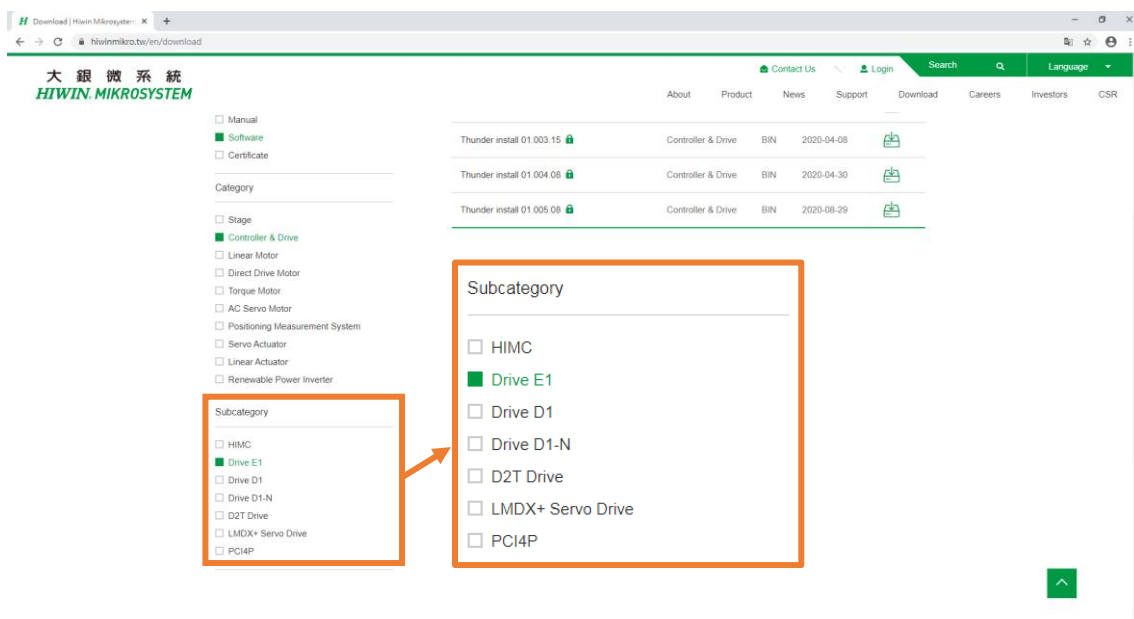 Download | Hiwin Mikrosystem
hiwinmikro.tw/en/download
大銀微系統
HIWIN. MIKROSYSTEM
Contact Us
Login
Search
Language
About Product News Support Download Careers Investors CSR
Manual
Software
Certificate
Category
Stage
Controller & Drive
Linear Motor
Direct Drive Motor
Torque Motor
AC Servo Motor
Positioning Measurement System
Servo Actuator
Linear Actuator
Renewable Power Inverter
Subcategory
HIMC
Drive E1
Drive D1
Drive D1-N
D2T Drive
LMDX+ Servo Drive
PCI4P
Thunder install 01.003.15 Controller & Drive BIN 2020-04-08
Thunder install 01.004.08 Controller & Drive BIN 2020-04-30
Thunder install 01.005.08 Controller & Drive BIN 2020-08-29
Subcategory
HIMC
Drive E1
Drive D1
Drive D1-N
D2T Drive
LMDX+ Servo Drive
PCI4P